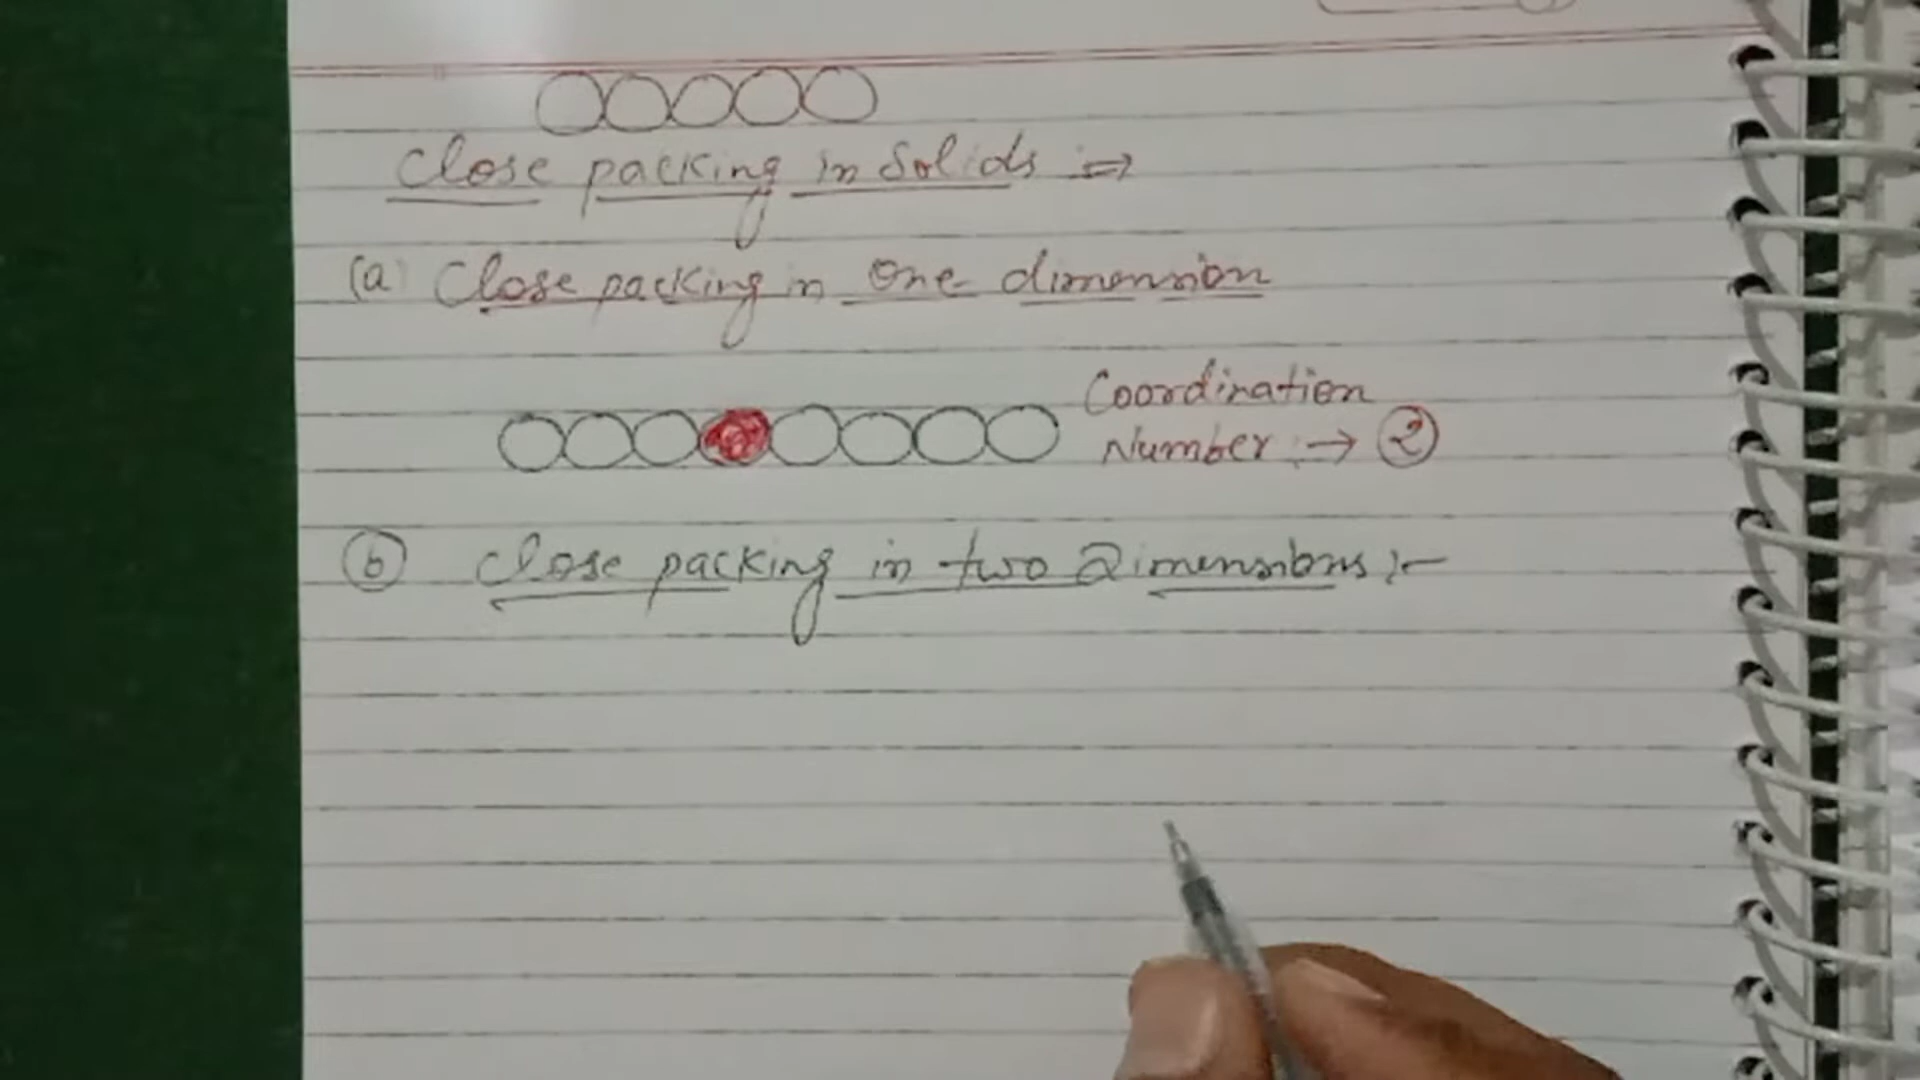 Close packing in Solids ⇒
(a) Close packing in One dimension
Coordination
Number :→ ②
ⓑ Close packing in two Dimensions :-